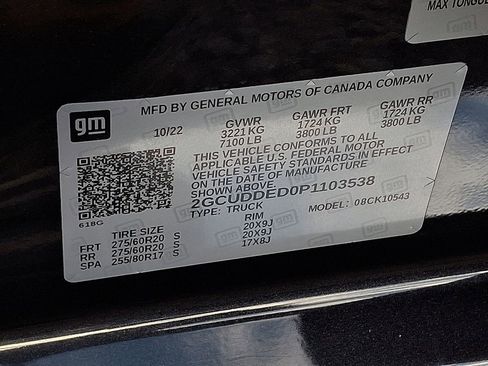 MAX TONGUE
gm
MFD BY GENERAL MOTORS OF CANADA COMPANY
10/22 GVWR GAWR FRT GAWR RR
3221 KG 1724 KG 1724 KG
7100 LB 3800 LB 3800 LB
THIS VEHICLE CONFORMS TO ALL
APPLICABLE U.S. FEDERAL MOTOR
VEHICLE SAFETY STANDARDS IN EFFECT
ON THE DATE OF MANUFACTURE
SHOWN ABOVE.
2GCUDDED0P1103538
TYPE: TRUCK MODEL: 08CK10543
618G
TIRE SIZE RIM
FRT 275/60R20 S 20X9J
RR 275/60R20 S 20X9J
SPA 255/80R17 S 17X8J